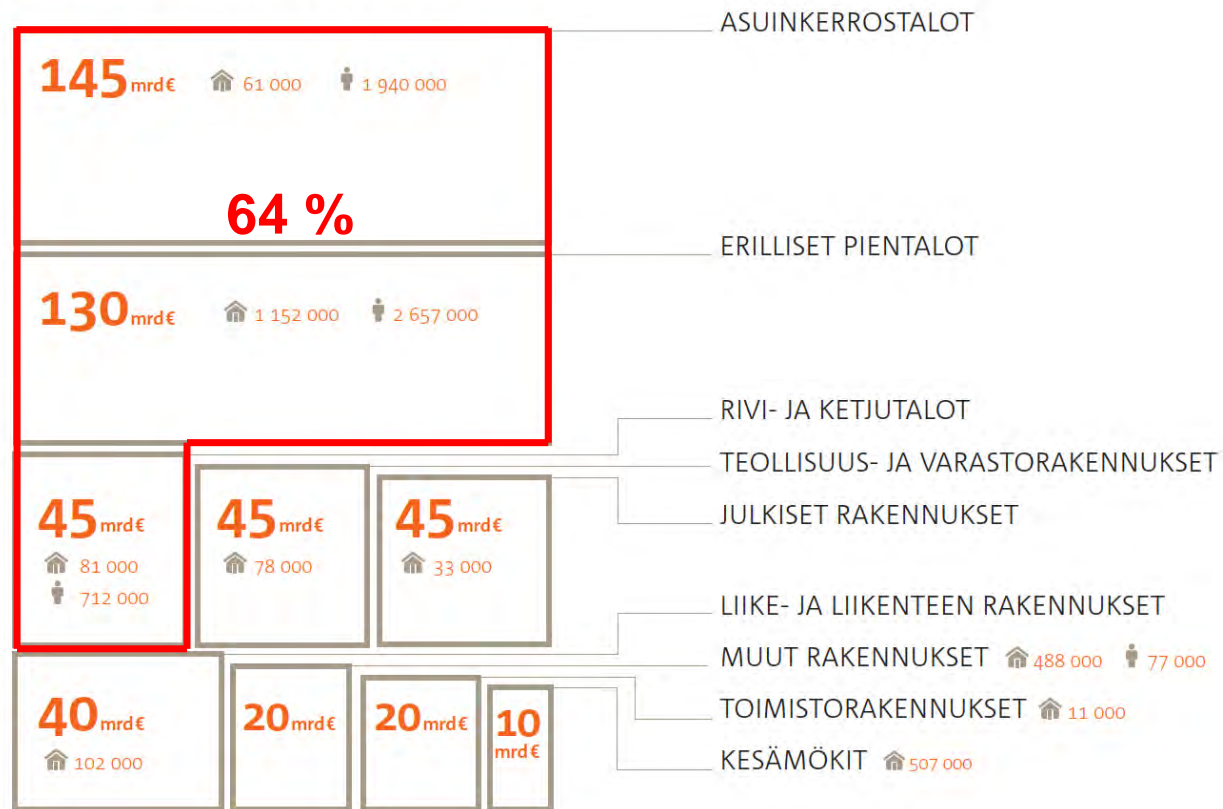 ASUINKERROSTALOT
145 mrd€ 61 000 1 940 000
64 %
ERILLISET PIENTALOT
130 mrd€ 1 152 000 2 657 000
RIVI- JA KETJUTALOT
TEOLLISUUS- JA VARASTORAKENNUKSET
JULKISET RAKENNUKSET
45 mrd€
81 000
712 000
45 mrd€
78 000
45 mrd€
33 000
LIIKE- JA LIIKENTEEN RAKENNUKSET
MUUT RAKENNUKSET 488 000 77 000
TOIMISTORAKENNUKSET 11 000
KESÄMÖKIT 507 000
40 mrd€
102 000
20 mrd€
20 mrd€
10
mrd€